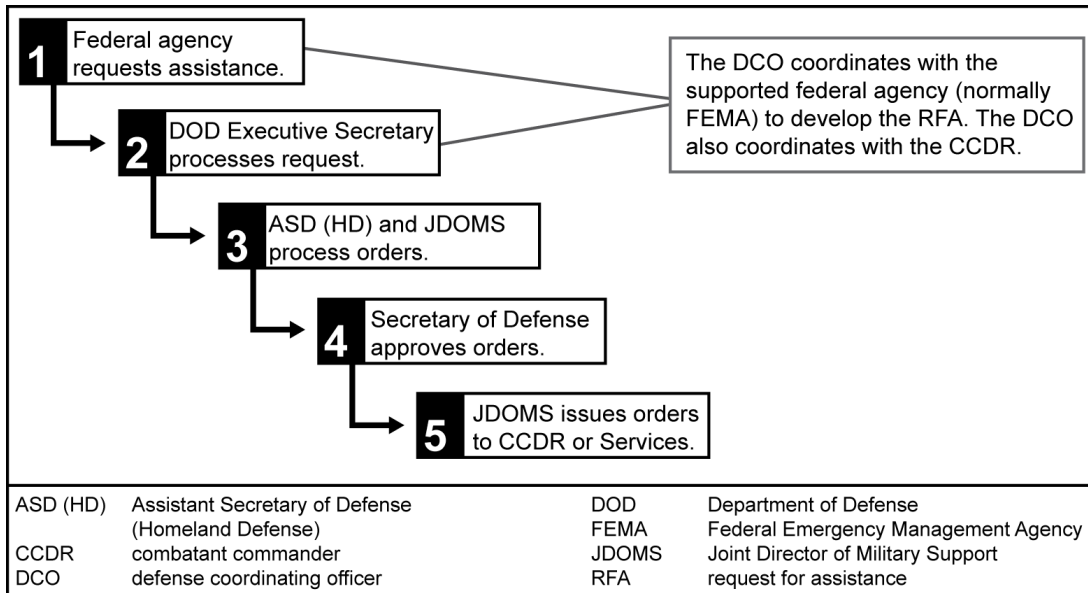 1
Federal agency
requests assistance.
The DCO coordinates with the
supported federal agency (normally
FEMA) to develop the RFA. The DCO
also coordinates with the CCDR.
2
DOD Executive Secretary
processes request.
3
ASD (HD) and JDOMS
process orders.
4
Secretary of Defense
approves orders.
5
JDOMS issues orders
to CCDR or Services.
ASD (HD) Assistant Secretary of Defense
(Homeland Defense)
CCDR combatant commander
DCO defense coordinating officer
DOD Department of Defense
FEMA Federal Emergency Management Agency
JDOMS Joint Director of Military Support
RFA request for assistance